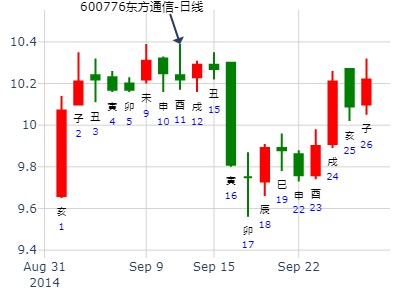 600776东方通信-日线
10.4
10.2
10
9.8
9.6
9.4
亥
1
子
2
丑
3
寅
4
卯
5
未
9
申
10
酉
11
戌
12
丑
15
寅
16
卯
17
辰
18
巳
19
申
22
酉
23
戌
24
亥
25
子
26
Aug 31
2014
Sep 9
Sep 15
Sep 22